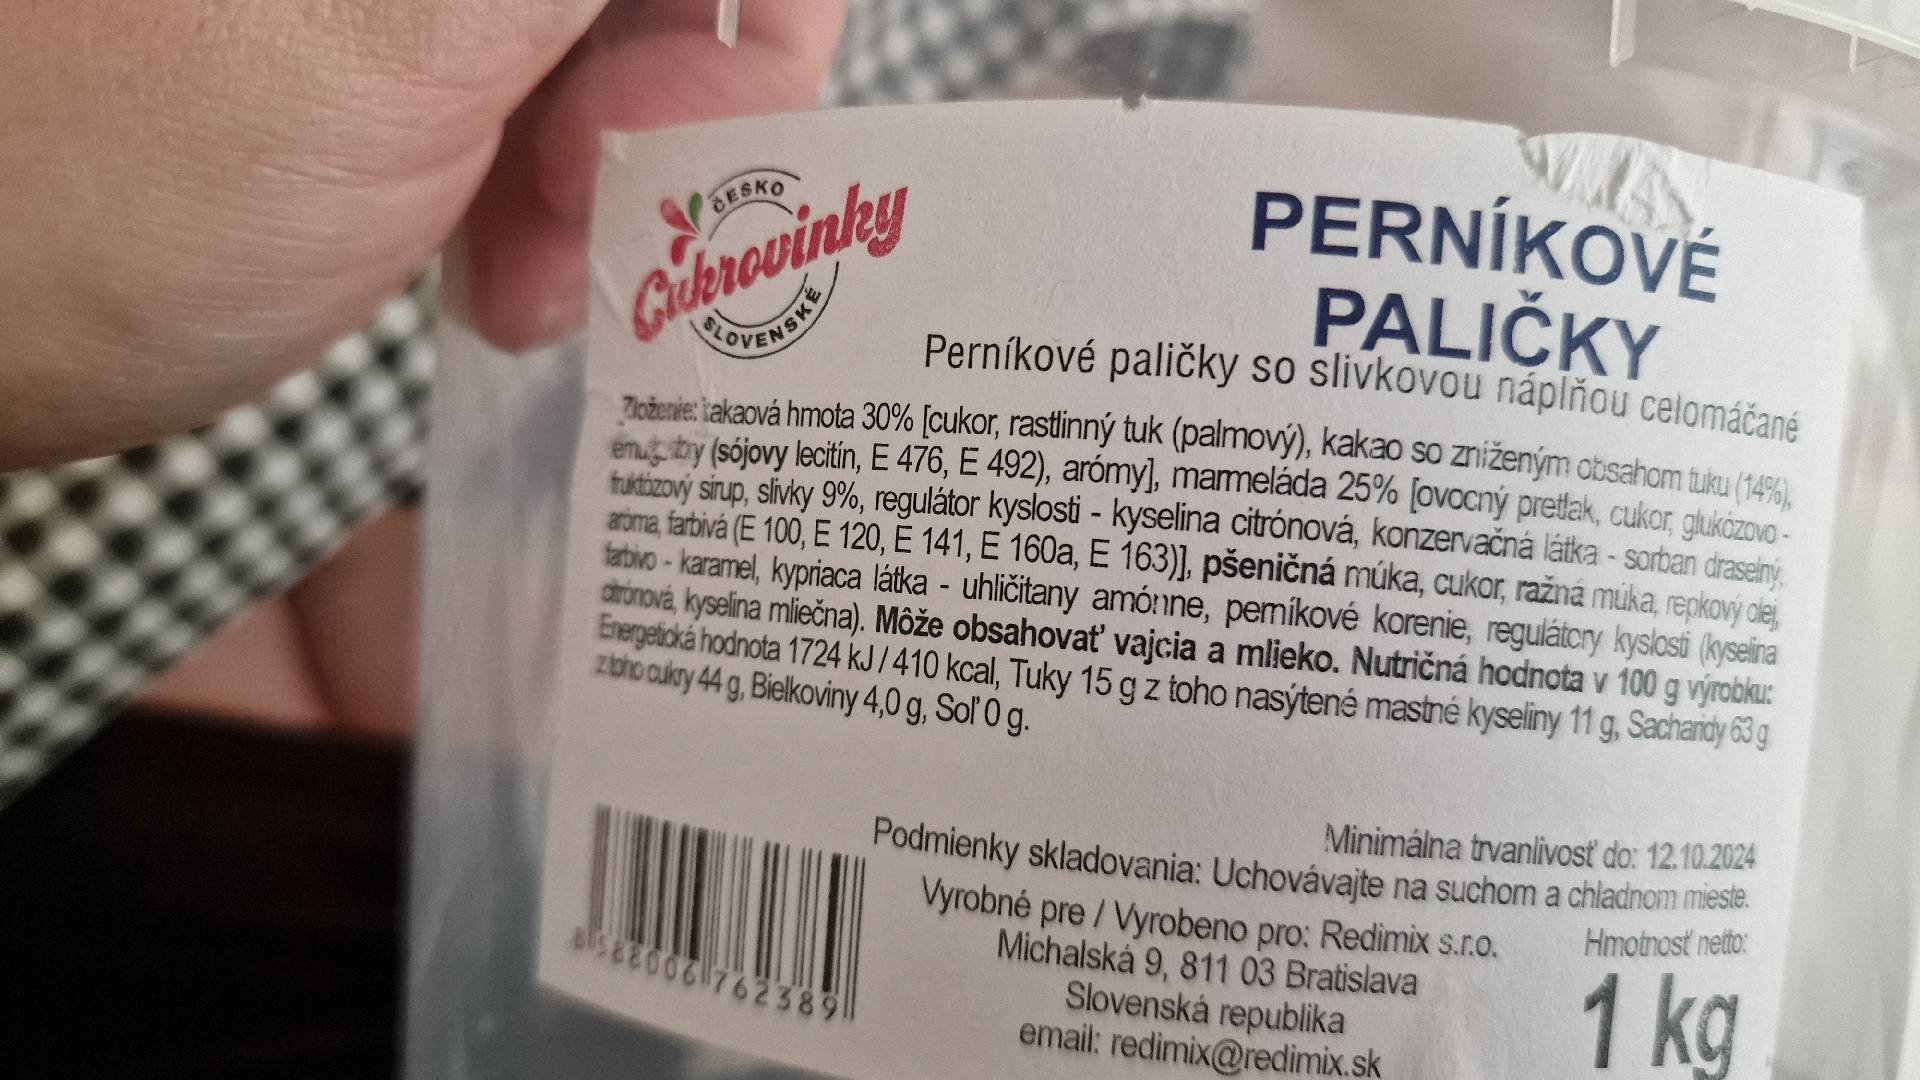 ČESKO
Cukrovinky
SLOVENSKÉ
PERNÍKOVÉ
PALIČKY
Perníkové paličky so slivkovou náplňou celomáčané
Zloženie: kakaová hmota 30% [cukor, rastlinný tuk (palmový), kakao so zníženým obsahom tuku (14%),
emulgátory (sójovy lecitín, E 476, E 492), arómy], marmeláda 25% [ovocný pretlak, cukor, glukózovo -
fruktózový sirup, slivky 9%, regulátor kyslosti - kyselina citrónová, konzervačná látka - sorban draselný,
aróma, farbivá (E 100, E 120, E 141, E 160a, E 163)], pšeničná múka, cukor, ražná múka, repkový olej,
farbivo - karamel, kypriaca látka - uhličitany amónne, perníkové korenie, regulátory kyslosti (kyselina
citrónová, kyselina mliečna). Môže obsahovať vajcia a mlieko. Nutričná hodnota v 100 g výrobku:
Energetická hodnota 1724 kJ / 410 kcal, Tuky 15 g z toho nasýtené mastné kyseliny 11 g, Sacharidy 63 g
z toho cukry 44 g, Bielkoviny 4,0 g, Soľ 0 g.
Minimálna trvanlivosť do: 12.10.2024
Podmienky skladovania: Uchovávajte na suchom a chladnom mieste.
Vyrobné pre / Vyrobeno pro: Redimix s.r.o.
Michalská 9, 811 03 Bratislava
Slovenská republika
email: redimix@redimix.sk
Hmotnosť netto:
1 kg
8588006762389